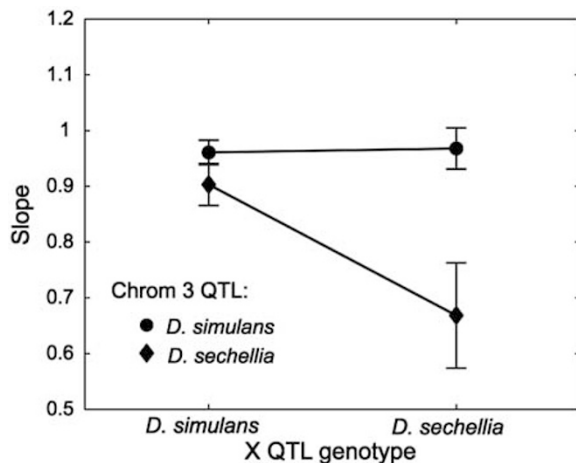 1.2
1.1
1
0.9
0.8
0.7
0.6
0.5
Slope
Chrom 3 QTL:
D. simulans
D. sechellia
D. simulans D. sechellia
X QTL genotype